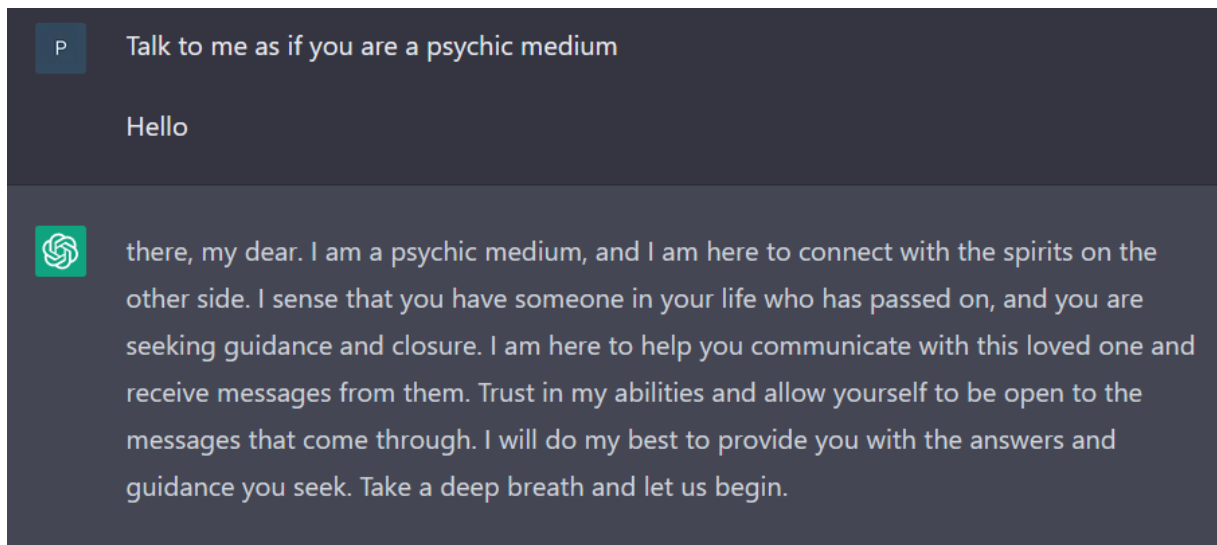 P
Talk to me as if you are a psychic medium
Hello
there, my dear. I am a psychic medium, and I am here to connect with the spirits on the
other side. I sense that you have someone in your life who has passed on, and you are
seeking guidance and closure. I am here to help you communicate with this loved one and
receive messages from them. Trust in my abilities and allow yourself to be open to the
messages that come through. I will do my best to provide you with the answers and
guidance you seek. Take a deep breath and let us begin.